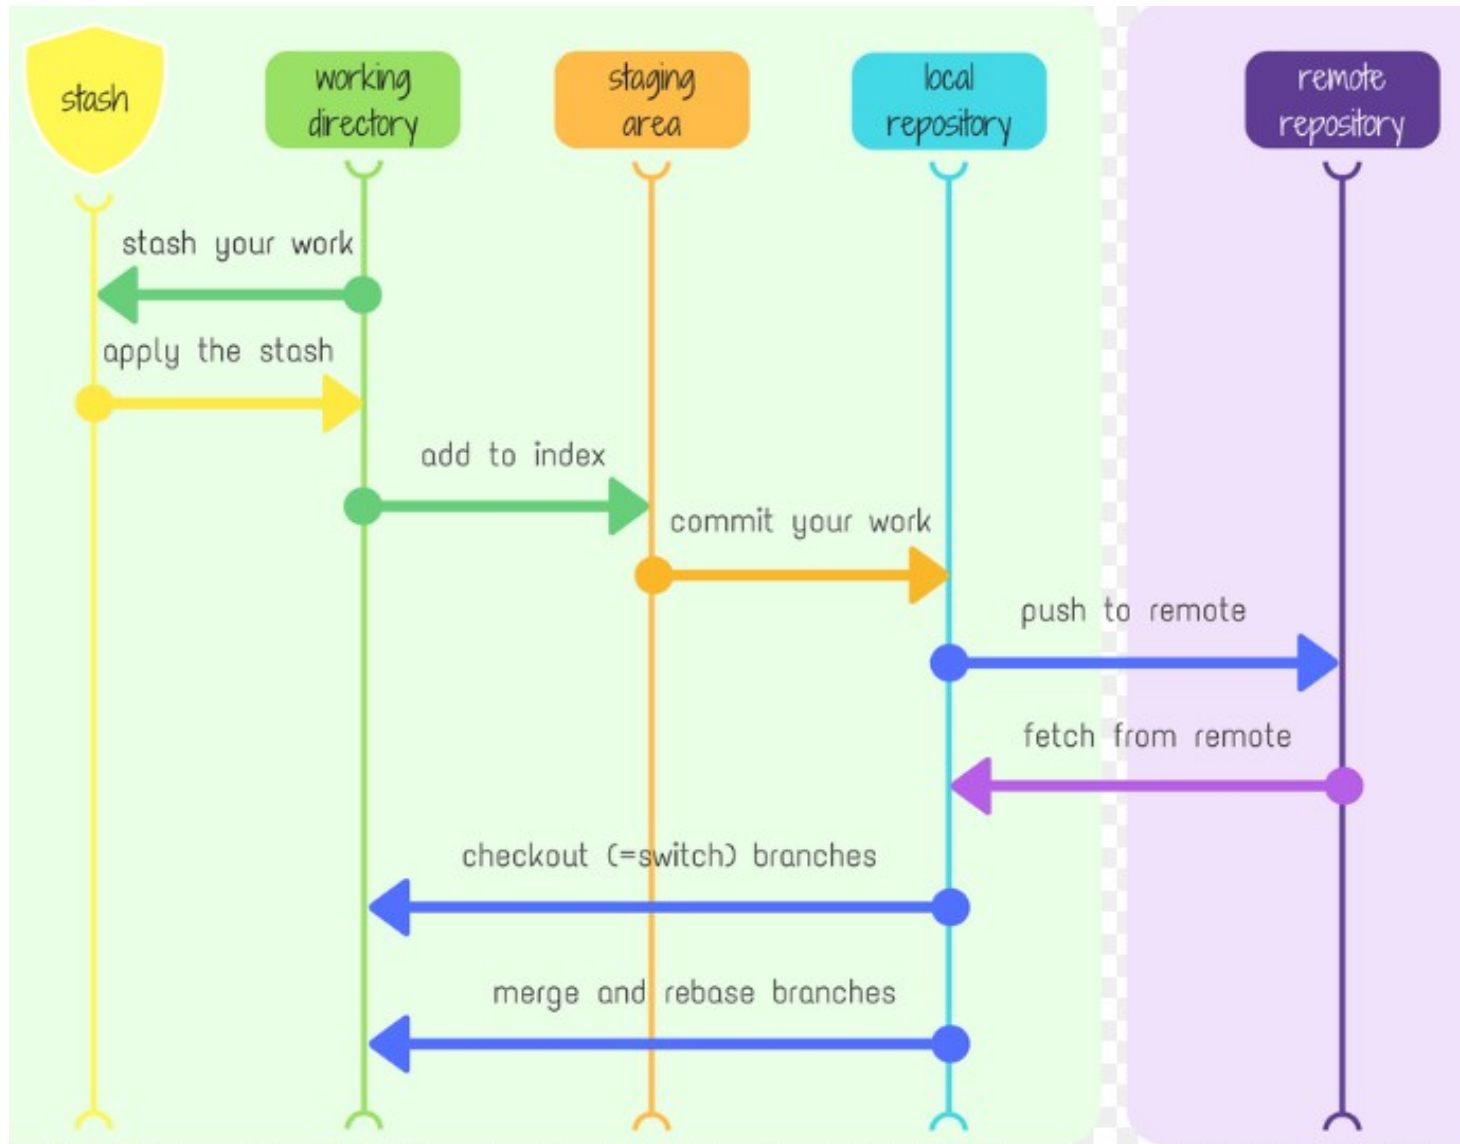 stash
working
directory
staging
area
local
repository
remote
repository
stash your work
apply the stash
add to index
commit your work
push to remote
fetch from remote
checkout (=switch) branches
merge and rebase branches